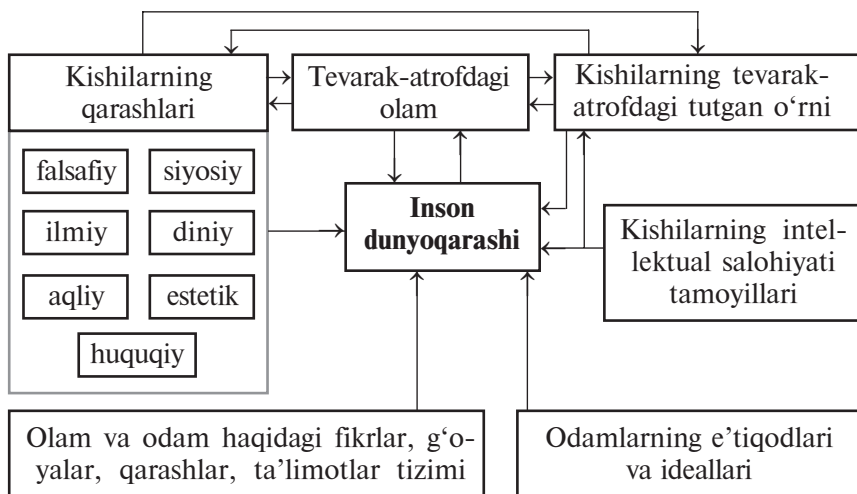 Kishilarning
qarashlari
Tevarak-atrofdagi
olam
Kishilarning tevarak-
atrofdagi tutgan o‘rni
falsafiy
siyosiy
ilmiy
diniy
aqliy
estetik
huquqiy
Inson
dunyoqarashi
Kishilarning intel-
lektual salohiyati
tamoyillari
Olam va odam haqidagi fikrlar, g‘o-
yalar, qarashlar, ta’limotlar tizimi
Odamlarning e’tiqodlari
va ideallari